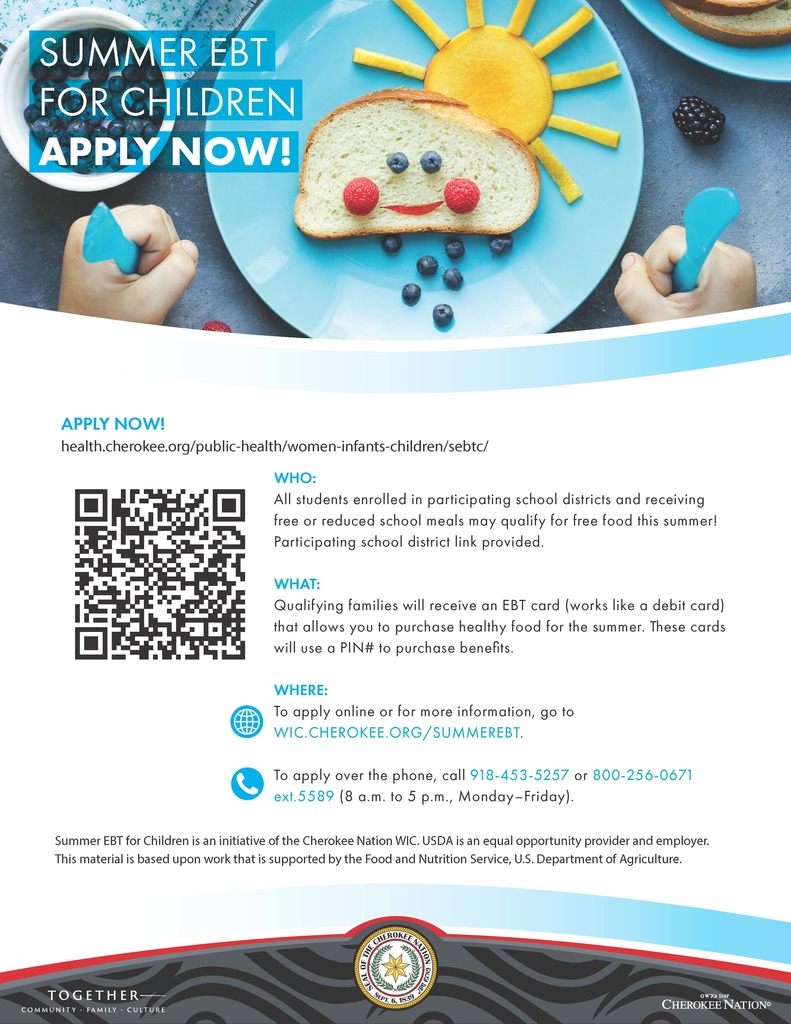 SUMMER EBT
FOR CHILDREN
APPLY NOW!
APPLY NOW!
health.cherokee.org/public-health/women-infants-children/sebtc/
WHO:
All students enrolled in participating school districts and receiving
free or reduced school meals may qualify for free food this summer!
Participating school district link provided.
WHAT:
Qualifying families will receive an EBT card (works like a debit card)
that allows you to purchase healthy food for the summer. These cards
will use a PIN# to purchase benefits.
WHERE:
To apply online or for more information, go to
WIC.CHEROKEE.ORG/SUMMEREBT.
To apply over the phone, call 918-453-5257 or 800-256-0671
ext.5589 (8 a.m. to 5 p.m., Monday–Friday).
Summer EBT for Children is an initiative of the Cherokee Nation WIC. USDA is an equal opportunity provider and employer.
This material is based upon work that is supported by the Food and Nutrition Service, U.S. Department of Agriculture.
SEAL OF THE CHEROKEE NATION
SEPT. 6, 1839
TOGETHER
COMMUNITY · FAMILY · CULTURE
CHEROKEE NATION®